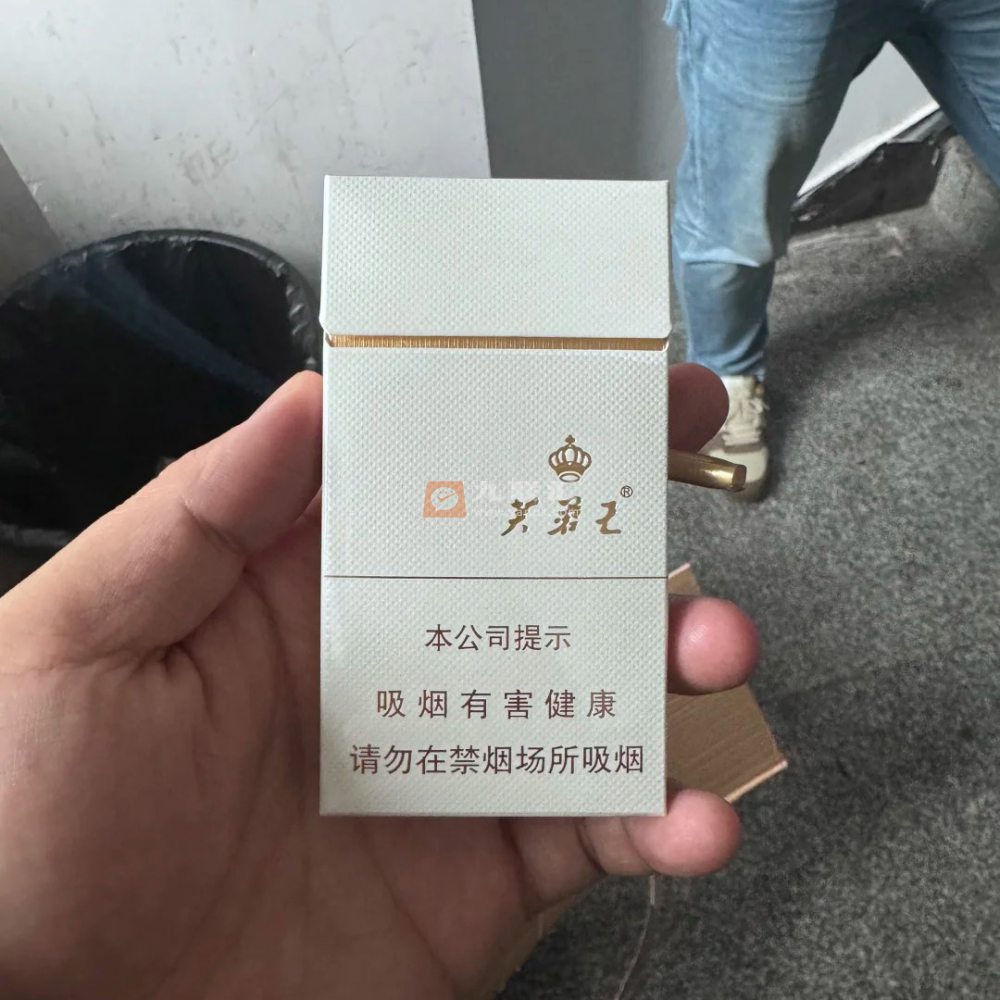 芙蓉王®
本公司提示
吸烟有害健康
请勿在禁烟场所吸烟